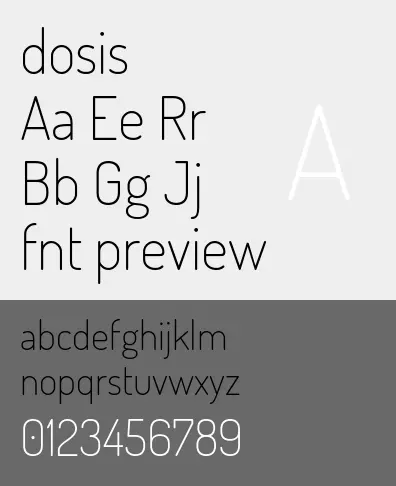 dosis
Aa Ee Rr
Bb Gg Jj
A
fnt preview
abcdefghijklm
nopqrstuvwxyz
0123456789